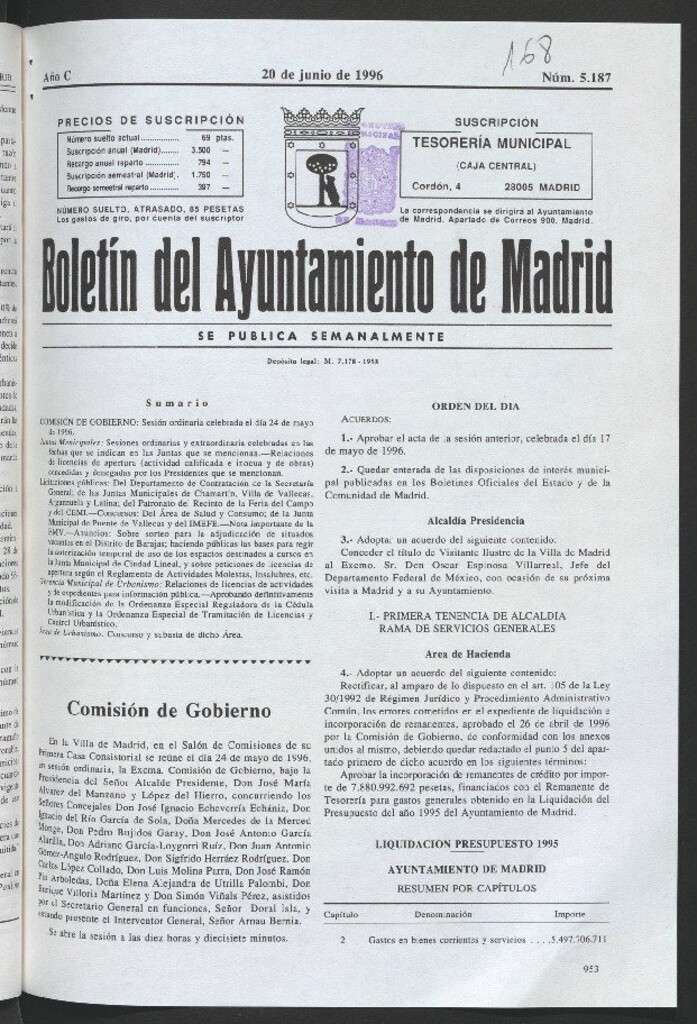 168
Año C
20 de junio de 1996
Núm. 5.187
PRECIOS DE SUSCRIPCIÓN
Número suelto actual............... 69 ptas.
Suscripción anual (Madrid)....... 3.500 —
Recargo anual reparto ............. 794 —
Suscripción semestral (Madrid). 1.750 —
Recargo semestral reparto........ 397 —
NÚMERO SUELTO, ATRASADO, 85 PESETAS
Los gastos de giro, por cuenta del suscriptor
SUSCRIPCIÓN
TESORERÍA MUNICIPAL
(CAJA CENTRAL)
Cordón, 4 28005 MADRID
La correspondencia se dirigirá al Ayuntamiento
de Madrid. Apartado de Correos 900. Madrid.
Boletín del Ayuntamiento de Madrid
SE PUBLICA SEMANALMENTE
Depósito legal: M. 7.178 - 1958
Sumario
COMISIÓN DE GOBIERNO: Sesión ordinaria celebrada el día 24 de mayo
de 1996.
Juntas Municipales: Sesiones ordinarias y extraordinaria celebradas en las
fechas que se indican en las Juntas que se mencionan.—Relaciones
de licencias de apertura (actividad calificada e inocua y de obras)
concedidas y denegadas por los Presidentes que se mencionan.
Licitaciones públicas: Del Departamento de Contratación de la Secretaría
General; de las Juntas Municipales de Chamartín, Villa de Vallecas,
Arganzuela y Latina; del Patronato del Recinto de la Feria del Campo
y del CEMI.—Concursos: Del Área de Salud y Consumo; de la Junta
Municipal de Puente de Vallecas y del IMEFE.—Nota importante de la
EMV.—Anuncios: Sobre sorteo para la adjudicación de situados
vacantes en el Distrito de Barajas; haciendo públicas las bases para regir
la autorización temporal de uso de los espacios destinados a cursos en
la Junta Municipal de Ciudad Lineal, y sobre peticiones de licencias de
apertura según el Reglamento de Actividades Molestas, Insalubres, etc.
Gerencia Municipal de Urbanismo: Relaciones de licencias de actividades
y de expedientes para información pública.—Aprobando definitivamente
la modificación de la Ordenanza Especial Reguladora de la Cédula
Urbanística y la Ordenanza Especial de Tramitación de Licencias y
Control Urbanístico.
Área de Urbanismo: Concurso y subasta de dicho Área.
Comisión de Gobierno
En la Villa de Madrid, en el Salón de Comisiones de su
Primera Casa Consistorial se reúne el día 24 de mayo de 1996,
en sesión ordinaria, la Excma. Comisión de Gobierno, bajo la
Presidencia del Señor Alcalde Presidente, Don José María
Álvarez del Manzano y López del Hierro, concurriendo los
Señores Concejales Don José Ignacio Echeverría Echániz, Don
Ignacio del Río García de Sola, Doña Mercedes de la Merced
Monge, Don Pedro Bujidos Garay, Don José Antonio García
Alarilla, Don Adriano García-Loygorri Ruiz, Don Juan Antonio
Gómez-Angulo Rodríguez, Don Sigfrido Herráez Rodríguez, Don
Carlos López Collado, Don Luis Molina Parra, Don José Ramón
Pin Arboledas, Doña Elena Alejandra de Utrilla Palombi, Don
Enrique Villoria Martínez y Don Simón Viñals Pérez, asistidos
por el Secretario General en funciones, Señor Doral Isla, y
estando presente el Interventor General, Señor Arnau Bernia.
Se abre la sesión a las diez horas y diecisiete minutos.
ORDEN DEL DIA
ACUERDOS:
1.- Aprobar el acta de la sesión anterior, celebrada el día 17
de mayo de 1996.
2.- Quedar enterada de las disposiciones de interés munici-
pal publicadas en los Boletines Oficiales del Estado y de la
Comunidad de Madrid.
Alcaldía Presidencia
3.- Adoptar un acuerdo del siguiente contenido:
Conceder el título de Visitante Ilustre de la Villa de Madrid
al Excmo. Sr. Don Oscar Espinosa Villarreal, Jefe del
Departamento Federal de México, con ocasión de su próxima
visita a Madrid y a su Ayuntamiento.
I.- PRIMERA TENENCIA DE ALCALDIA
RAMA DE SERVICIOS GENERALES
Area de Hacienda
4.- Adoptar un acuerdo del siguiente contenido:
Rectificar, al amparo de lo dispuesto en el art. 105 de la Ley
30/1992 de Régimen Jurídico y Procedimiento Administrativo
Común, los errores cometidos en el expediente de liquidación e
incorporación de remanentes, aprobado el 26 de abril de 1996
por la Comisión de Gobierno, de conformidad con los anexos
unidos al mismo, debiendo quedar redactado el punto 5 del apar-
tado primero de dicho acuerdo en los siguientes términos:
Aprobar la incorporación de remanentes de crédito por impor-
te de 7.880.992.692 pesetas, financiados con el Remanente de
Tesorería para gastos generales obtenido en la Liquidación del
Presupuesto del año 1995 del Ayuntamiento de Madrid.
LIQUIDACION PRESUPUESTO 1995
AYUNTAMIENTO DE MADRID
RESUMEN POR CAPÍTULOS
Capítulo Denominación Importe
2 Gastos en bienes corrientes y servicios . . . .5.497.706.711
953